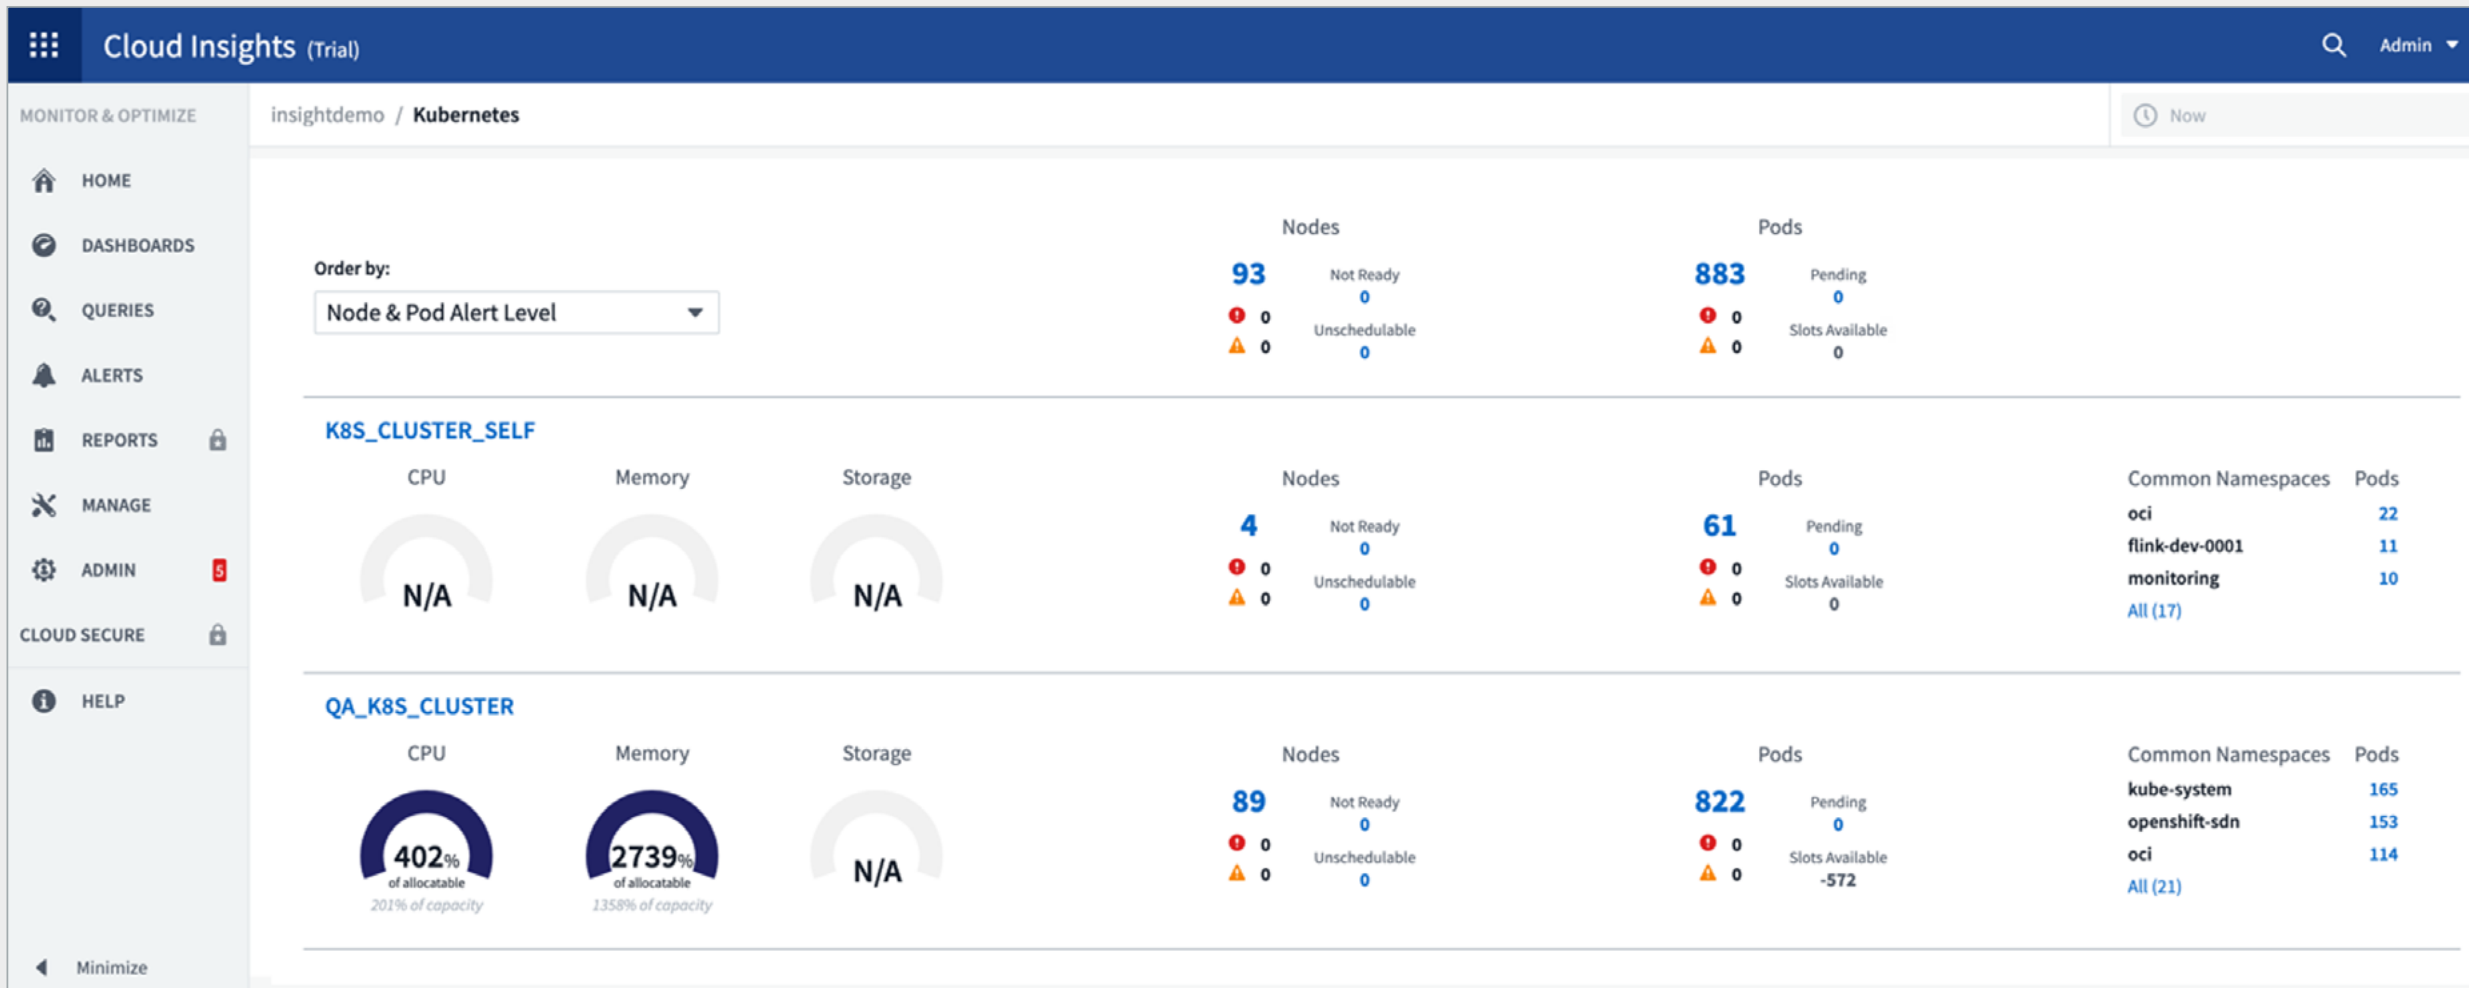 Cloud Insights (Trial)
Admin
MONITOR & OPTIMIZE
HOME
DASHBOARDS
QUERIES
ALERTS
REPORTS
MANAGE
ADMIN 5
CLOUD SECURE
HELP
Minimize
insightdemo / Kubernetes
Now
Order by:
Node & Pod Alert Level
Nodes
93
0
0
Not Ready
0
Unschedulable
0
Pods
883
0
0
Pending
0
Slots Available
0
K8S_CLUSTER_SELF
CPU
N/A
Memory
N/A
Storage
N/A
Nodes
4
0
0
Not Ready
0
Unschedulable
0
Pods
61
0
0
Pending
0
Slots Available
0
Common Namespaces Pods
oci 22
flink-dev-0001 11
monitoring 10
All (17)
QA_K8S_CLUSTER
CPU
402%
of allocatable
201% of capacity
Memory
2739%
of allocatable
1358% of capacity
Storage
N/A
Nodes
89
0
0
Not Ready
0
Unschedulable
0
Pods
822
0
0
Pending
0
Slots Available
-572
Common Namespaces Pods
kube-system 165
openshift-sdn 153
oci 114
All (21)